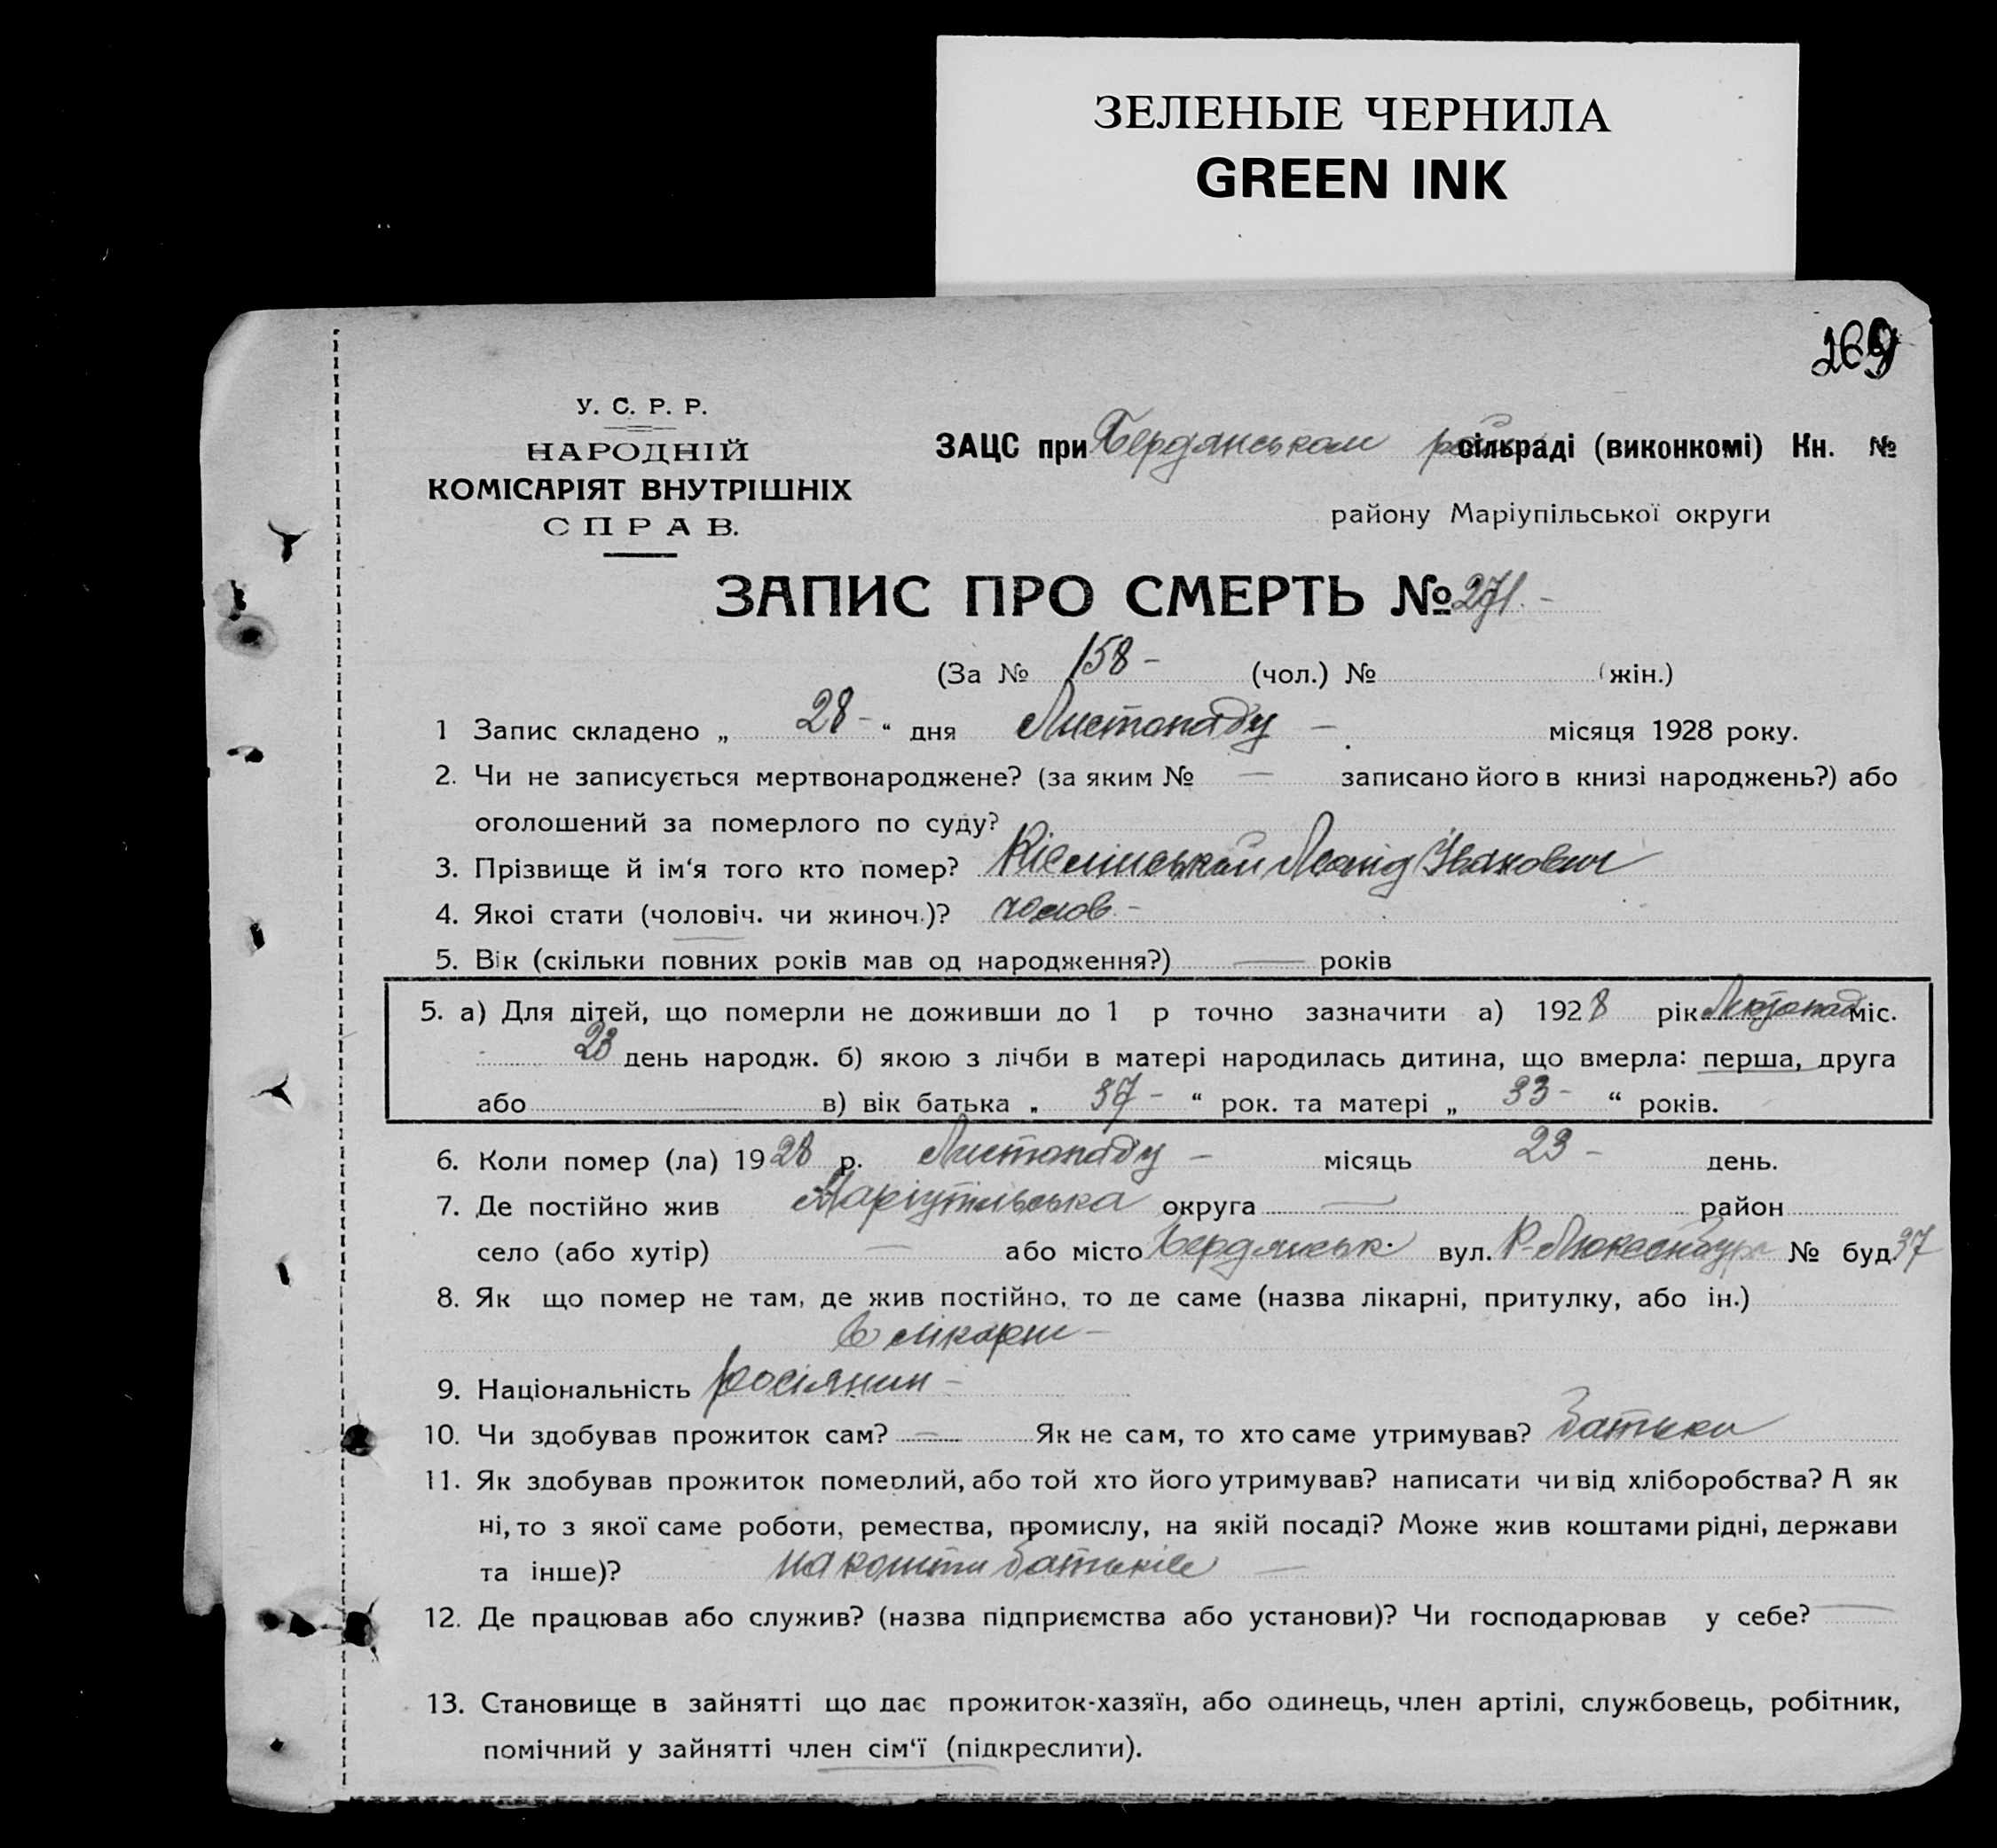 ЗЕЛЕНЫЕ ЧЕРНИЛА
GREEN INK
269
У. С. Р. Р.
НАРОДНІЙ
КОМІСАРІЯТ ВНУТРІШНІХ
СПРАВ.
ЗАЦС при Бердянськом сільраді (виконкомі) Кн. №
району Маріупільської округи
ЗАПИС ПРО СМЕРТЬ № 271. -
(За № 158 - (чол.) № (жін.)
1 Запис складено „ 28 - “ дня Листопаду - місяця 1928 року.
2. Чи не записується мертвонароджене? (за яким № — записано його в книзі народжень?) або
оголошений за померлого по суду?
3. Прізвище й ім‘я того кто помер? Леонід Іванович
4. Якоі стати (чоловіч. чи жиноч.)? чолов -
5. Вік (скільки повних років мав од народження?) — років
5. а) Для дітей, що померли не доживши до 1 р точно зазначити а) 1928 рік Листопад міс.
23 день народж. б) якою з лічби в матері народилась дитина, що вмерла: перша, друга
або — в) вік батька „ 37 - “ рок. та матері „ 33 - “ років.
6. Коли помер (ла) 1928 р. Листопаду - місяць 23 - день.
7. Де постійно жив Маріупільська округа — район
село (або хутір) — або місто Бердянськ. вул. Р-Люксенбург № буд. 37
8. Як що помер не там, де жив постійно, то де саме (назва лікарні, притулку, або ін.)
в лікарні -
9. Національність росіянин -
10. Чи здобував прожиток сам? — Як не сам, то хто саме утримував? батьки
11. Як здобував прожиток померлий, або той хто його утримував? написати чи від хліборобства? А як
ні, то з якої саме роботи, ремества, промислу, на якій посаді? Може жив коштами рідні, держави
та інше)? на кошти батьків —
12. Де працював або служив? (назва підприємства або установи)? Чи господарював у себе? —
13. Становище в зайнятті що дає прожиток-хазяїн, або одинець, член артілі, службовець, робітник,
помічний у зайнятті член сім‘ї (підкреслити).